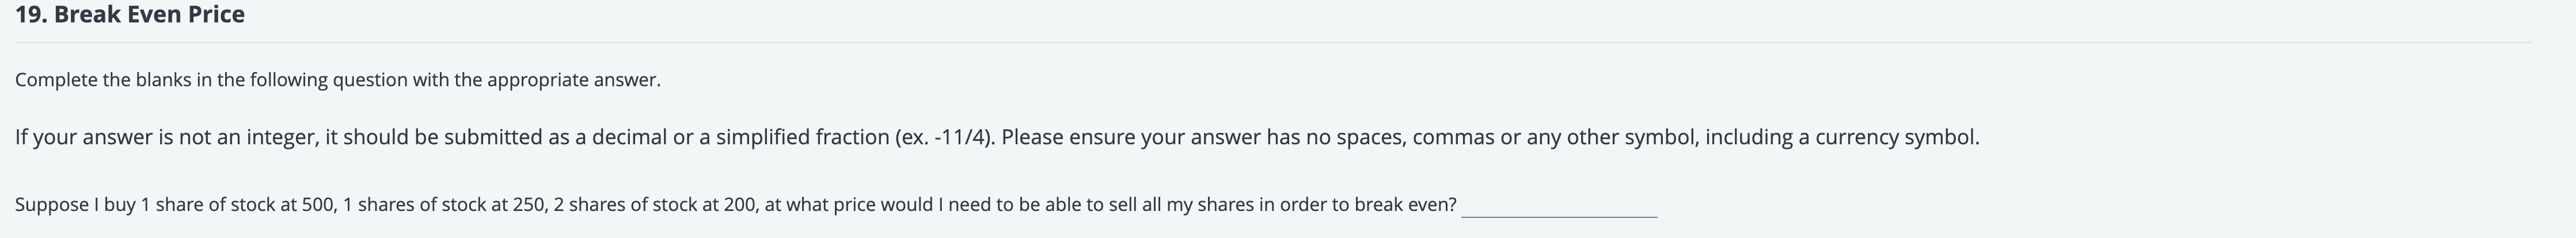 19. Break Even Price
Complete the blanks in the following question with the appropriate answer.
If your answer is not an integer, it should be submitted as a decimal or a simplified fraction (ex. -11/4). Please ensure your answer has no spaces, commas or any other symbol, including a currency symbol.
Suppose I buy 1 share of stock at 500, 1 shares of stock at 250, 2 shares of stock at 200, at what price would I need to be able to sell all my shares in order to break even?